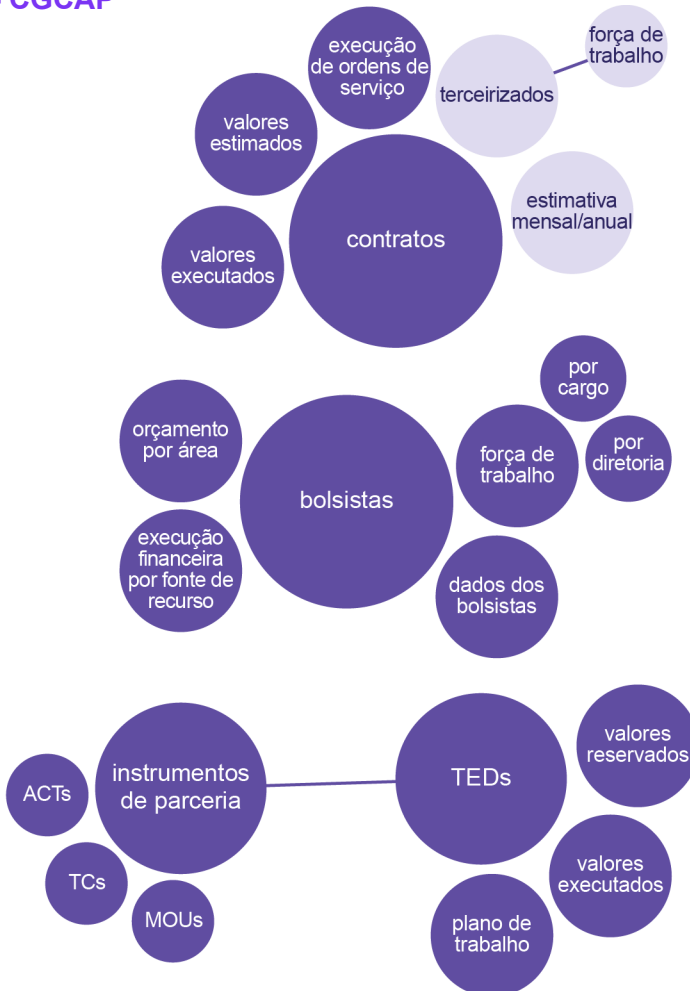 CGCAP
execução
de ordens de
serviço
força de
trabalho
terceirizados
valores
estimados
estimativa
mensal/anual
contratos
valores
executados
por
cargo
orçamento
por área
força de
trabalho
por
diretoria
bolsistas
execução
financeira
por fonte de
recurso
dados dos
bolsistas
valores
reservados
instrumentos
de parceria
TEDs
ACTs
TCs
MOUs
valores
executados
plano de
trabalho